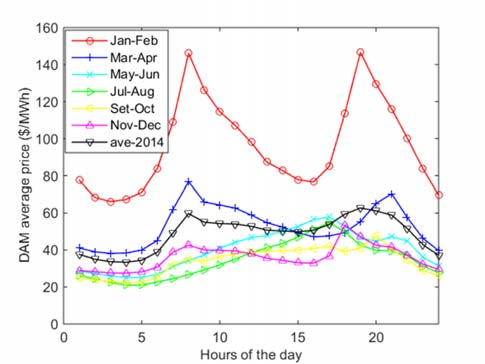 160
140
120
100
80
60
40
20
0
DAM average price ($/MWh)
Jan-Feb
Mar-Apr
May-Jun
Jul-Aug
Set-Oct
Nov-Dec
ave-2014
0 5 10 15 20
Hours of the day